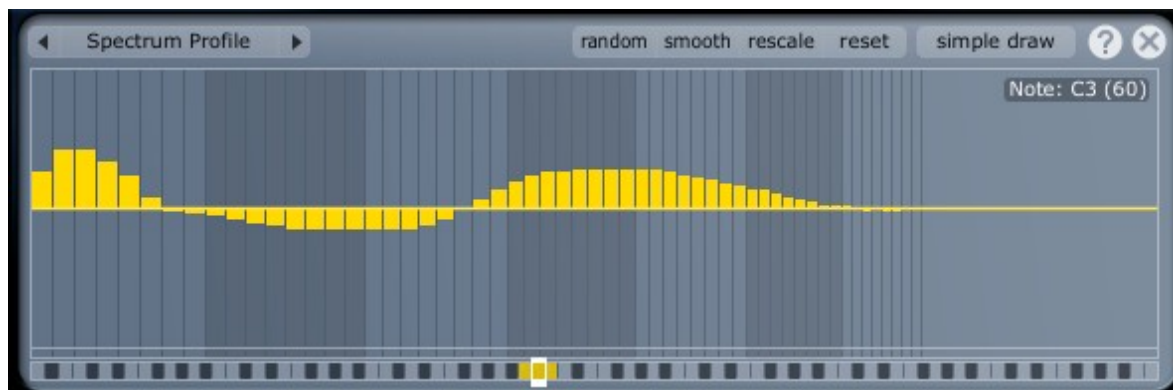 Spectrum Profile random smooth rescale reset simple draw ?
Note: C3 (60)